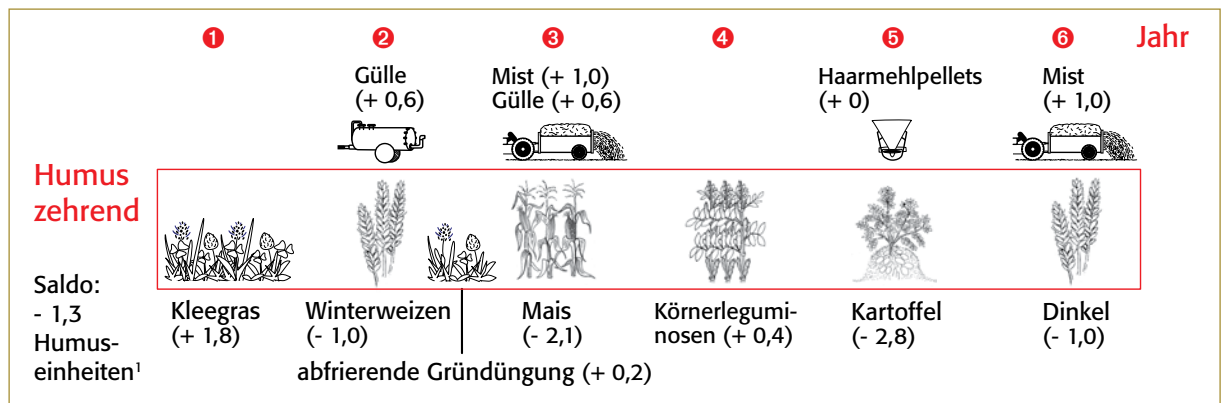 ❶ ❷ ❸ ❹ ❺ ❻ Jahr
Gülle
(+ 0,6)
Mist (+ 1,0)
Gülle (+ 0,6)
Haarmehlpellets
(+ 0)
Mist
(+ 1,0)
Humus
zehrend
Saldo:
- 1,3
Humus-
einheiten¹
Kleegras
(+ 1,8)
Winterweizen
(- 1,0)
abfrierende Gründüngung (+ 0,2)
Mais
(- 2,1)
Körnerlegumi-
nosen (+ 0,4)
Kartoffel
(- 2,8)
Dinkel
(- 1,0)